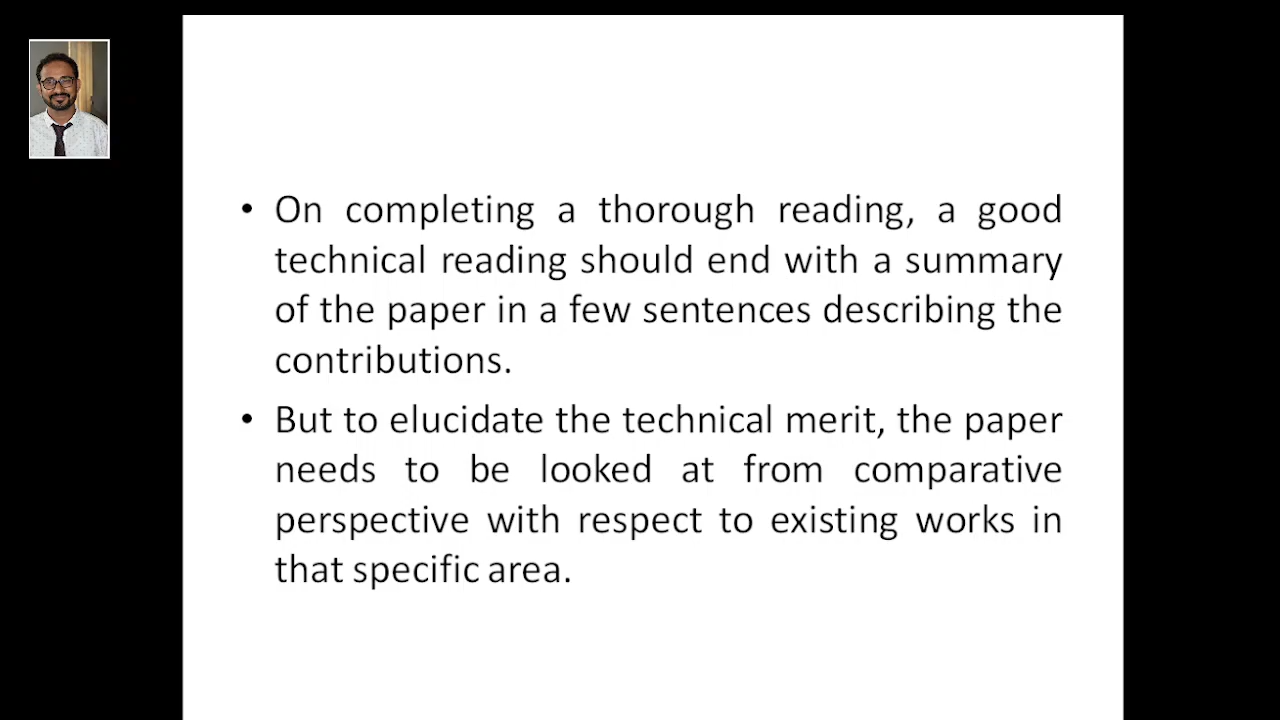 • On completing a thorough reading, a good
technical reading should end with a summary
of the paper in a few sentences describing the
contributions.
• But to elucidate the technical merit, the paper
needs to be looked at from comparative
perspective with respect to existing works in
that specific area.